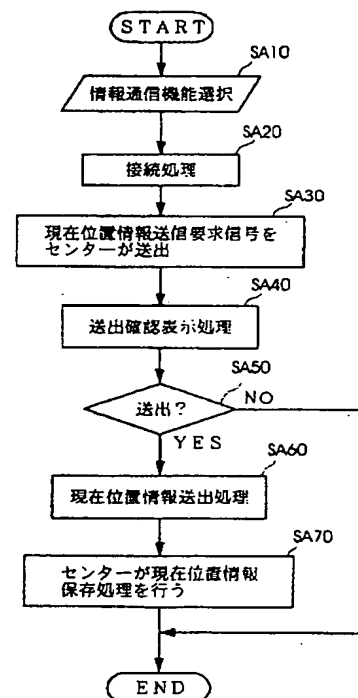 START
SA10
情報通信機能選択
SA20
接続処理
SA30
現在位置情報送信要求信号を
センターが送出
SA40
送出確認表示処理
SA50
送出？
NO
YES
SA60
現在位置情報送出処理
SA70
センターが現在位置情報
保存処理を行う
END